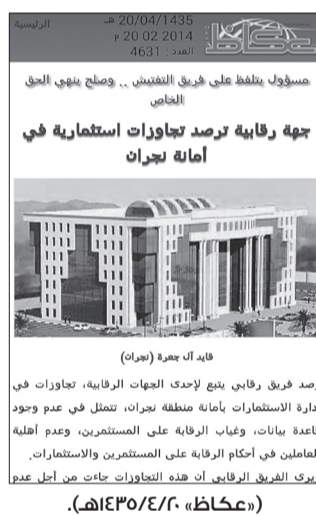 الرئيسية
20/04/1435 هـ
20 02 2014 م
العدد : 4631
عكاظ
مسؤول يتلفظ على فريق التفتيش .. وصلح ينهي الحق
الخاص
جهة رقابية ترصد تجاوزات استثمارية في
أمانة نجران
قايد آل جعرة (نجران)
رصد فريق رقابي يتبع لإحدى الجهات الرقابية، تجاوزات في
إدارة الاستثمارات بأمانة منطقة نجران، تتمثل في عدم وجود
قاعدة بيانات، وغياب الرقابة على المستثمرين، وعدم أهلية
العاملين في أحكام الرقابة على المستثمرين والاستثمارات.
ويرى الفريق الرقابي أن هذه التجاوزات جاءت من أجل عدم
(«عكاظ» ١٤٣٥/٤/٢٠هـ).